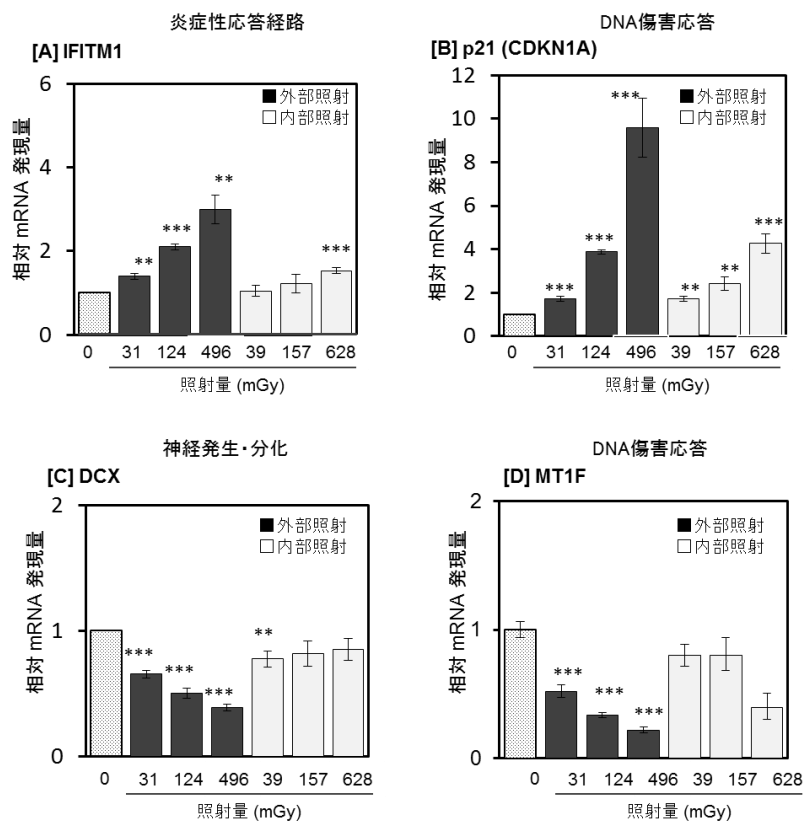 炎症性応答経路
[A] IFITM1
6
4
2
0
相対 mRNA 発現量
外部照射
内部照射
**
***
**
***
0 31 124 496 39 157 628
照射量 (mGy)
DNA傷害応答
[B] p21 (CDKN1A)
12
10
8
6
4
2
0
相対 mRNA 発現量
外部照射
内部照射
***
***
***
**
**
***
0 31 124 496 39 157 628
照射量 (mGy)
神経発生・分化
[C] DCX
2
1
0
相対 mRNA 発現量
外部照射
内部照射
***
***
***
**
0 31 124 496 39 157 628
照射量 (mGy)
DNA傷害応答
[D] MT1F
2
1
0
相対 mRNA 発現量
外部照射
内部照射
***
***
***
0 31 124 496 39 157 628
照射量 (mGy)